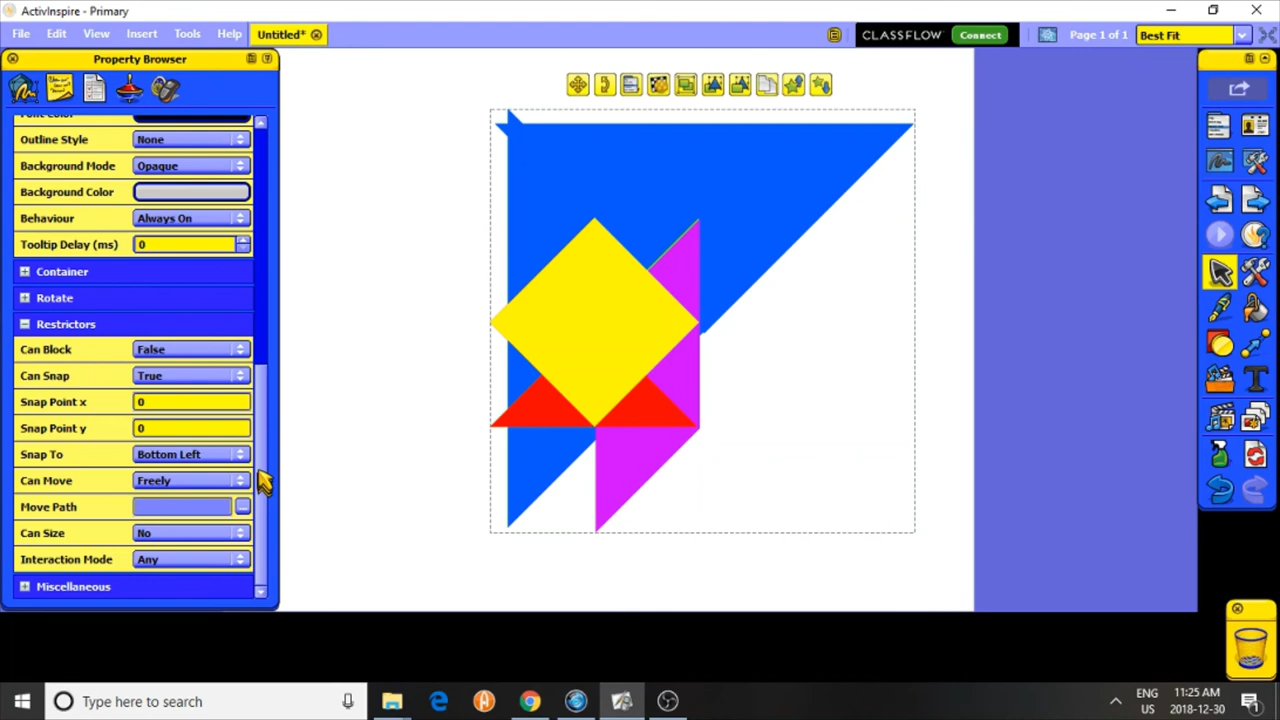 ActivInspire - Primary
File Edit View Insert Tools Help Untitled* CLASSFLOW Connect Page 1 of 1 Best Fit
Property Browser
Font Color
Outline Style None
Background Mode Opaque
Background Color
Behaviour Always On
Tooltip Delay (ms) 0
Container
Rotate
Restrictors
Can Block False
Can Snap True
Snap Point x 0
Snap Point y 0
Snap To Bottom Left
Can Move Freely
Move Path ...
Can Size No
Interaction Mode Any
Miscellaneous
Type here to search
ENG
US
11:25 AM
2018-12-30
1